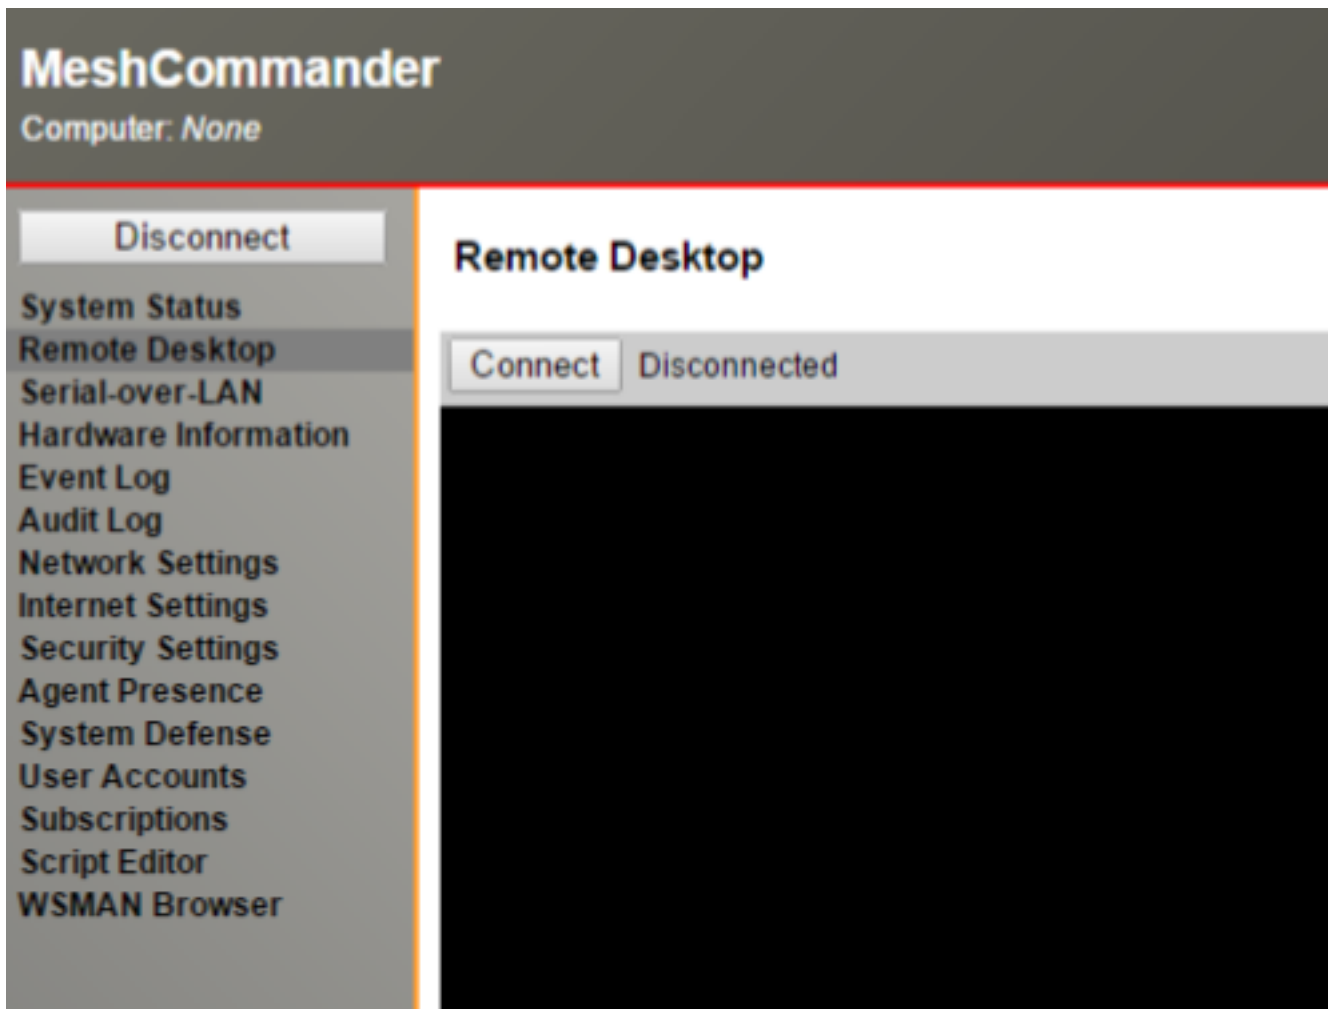 MeshCommander
Computer: None
Disconnect
System Status
Remote Desktop
Serial-over-LAN
Hardware Information
Event Log
Audit Log
Network Settings
Internet Settings
Security Settings
Agent Presence
System Defense
User Accounts
Subscriptions
Script Editor
WSMAN Browser
Remote Desktop
Connect Disconnected